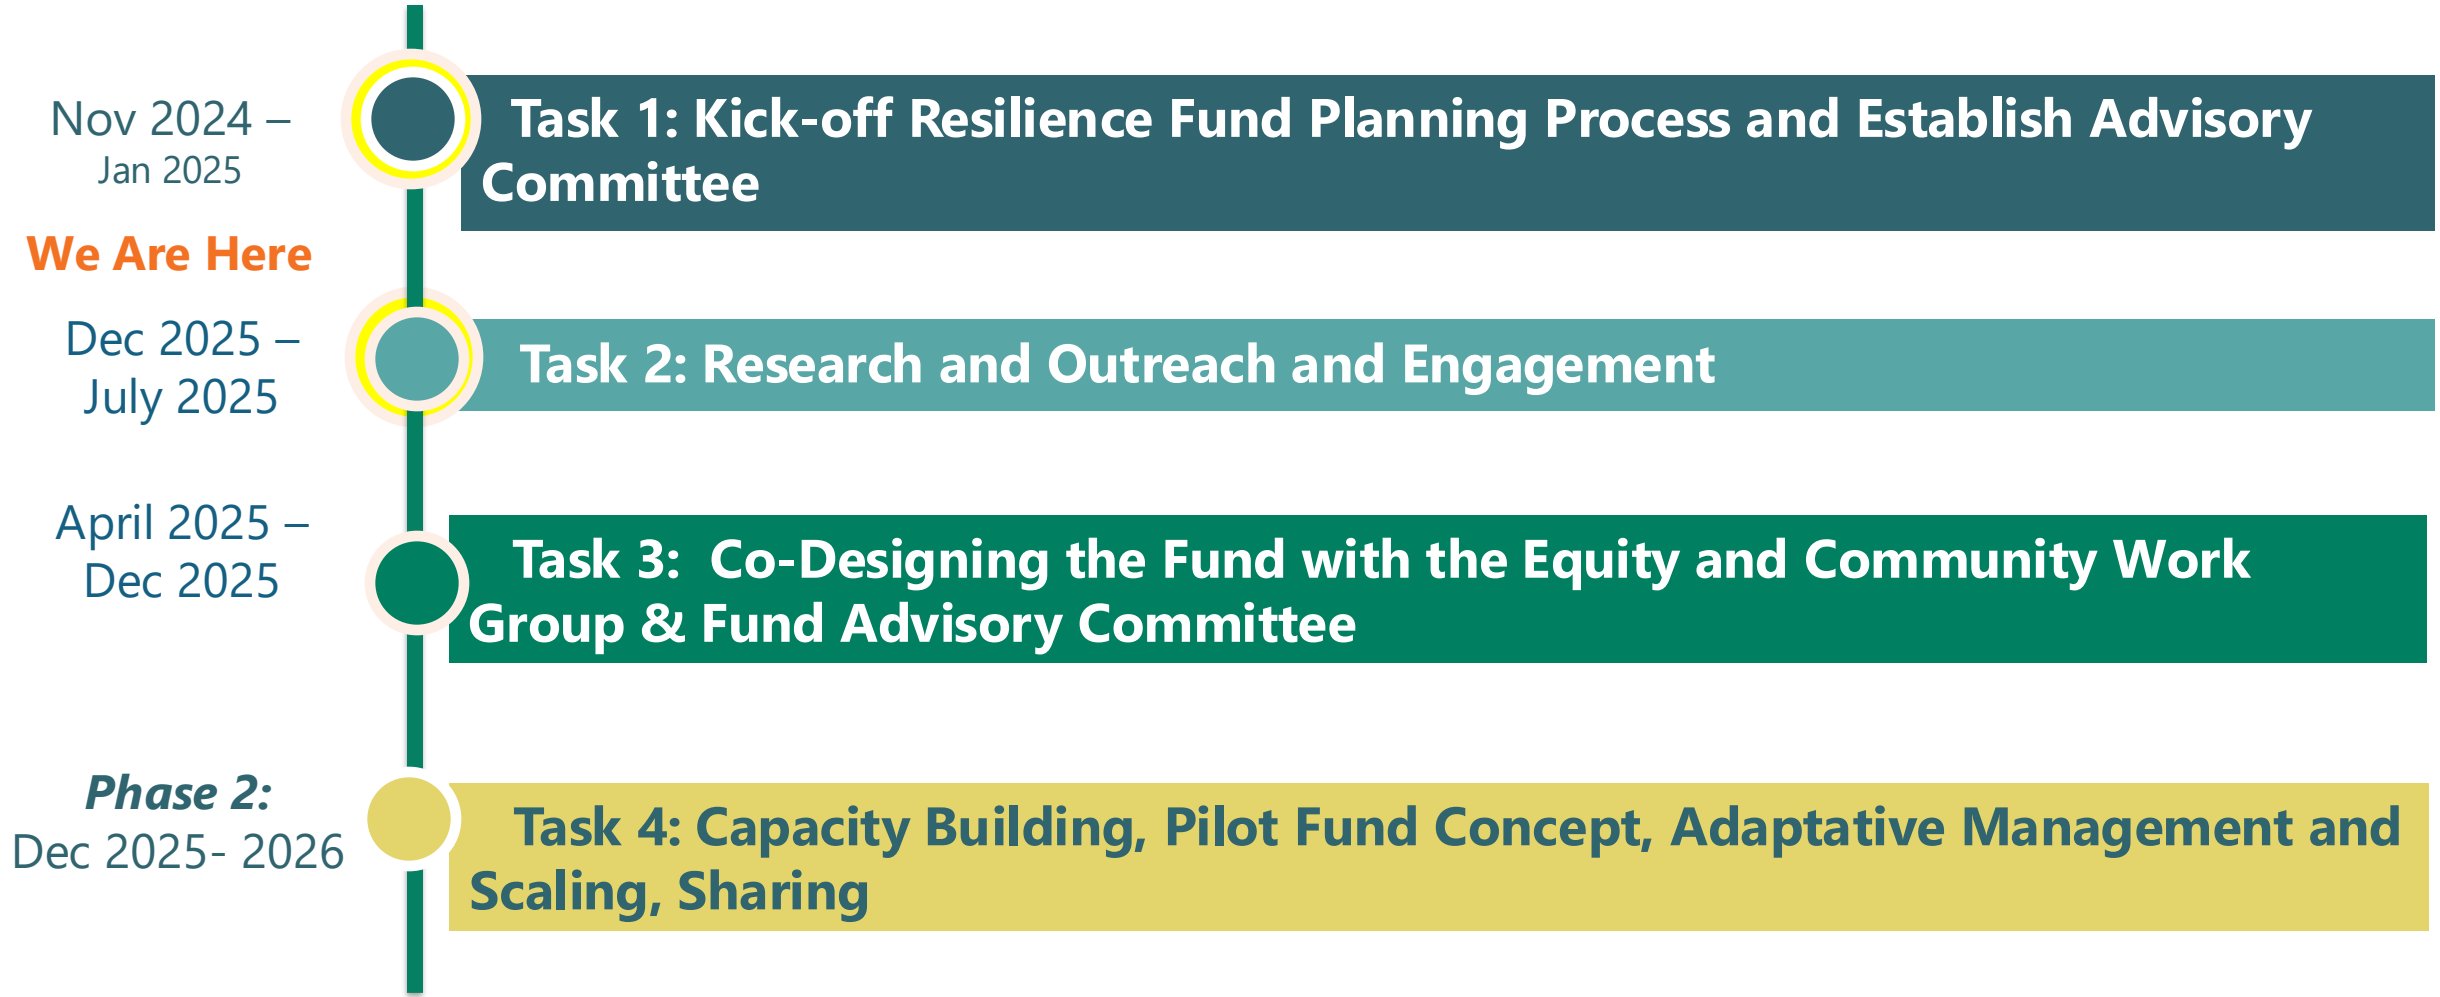 Nov 2024 –
Jan 2025
Task 1: Kick-off Resilience Fund Planning Process and Establish Advisory
Committee
We Are Here
Dec 2025 –
July 2025
Task 2: Research and Outreach and Engagement
April 2025 –
Dec 2025
Task 3:  Co-Designing the Fund with the Equity and Community Work
Group & Fund Advisory Committee
Phase 2:
Dec 2025- 2026
Task 4: Capacity Building, Pilot Fund Concept, Adaptative Management and
Scaling, Sharing